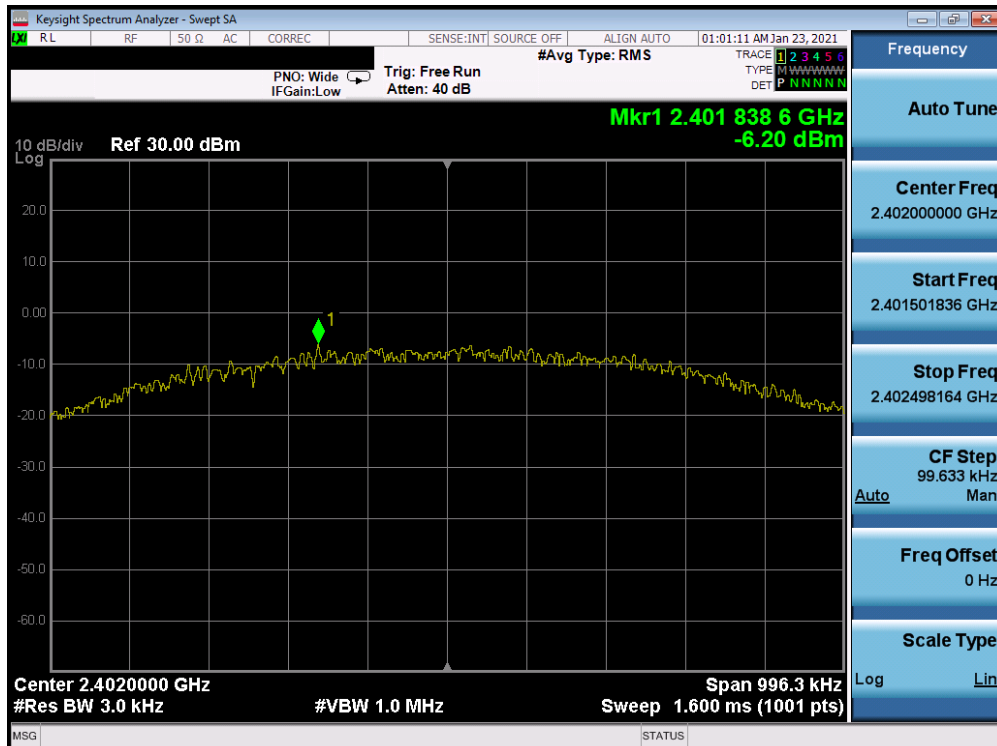 Keysight Spectrum Analyzer - Swept SA
LXI RL RF 50 Ω AC CORREC SENSE:INT SOURCE OFF ALIGN AUTO 01:01:11 AM Jan 23, 2021
#Avg Type: RMS
TRACE 1 2 3 4 5 6
PNO: Wide Trig: Free Run
TYPE M W W W W W
IFGain:Low Atten: 40 dB
DET P N N N N N
Mkr1 2.401 838 6 GHz
-6.20 dBm
10 dB/div Ref 30.00 dBm
Log
20.0
10.0
0.00
1
-10.0
-20.0
-30.0
-40.0
-50.0
-60.0
Center 2.4020000 GHz Span 996.3 kHz
#Res BW 3.0 kHz #VBW 1.0 MHz Sweep 1.600 ms (1001 pts)
MSG STATUS
Frequency
Auto Tune
Center Freq
2.402000000 GHz
Start Freq
2.401501836 GHz
Stop Freq
2.402498164 GHz
CF Step
99.633 kHz
Auto Man
Freq Offset
0 Hz
Scale Type
Log Lin